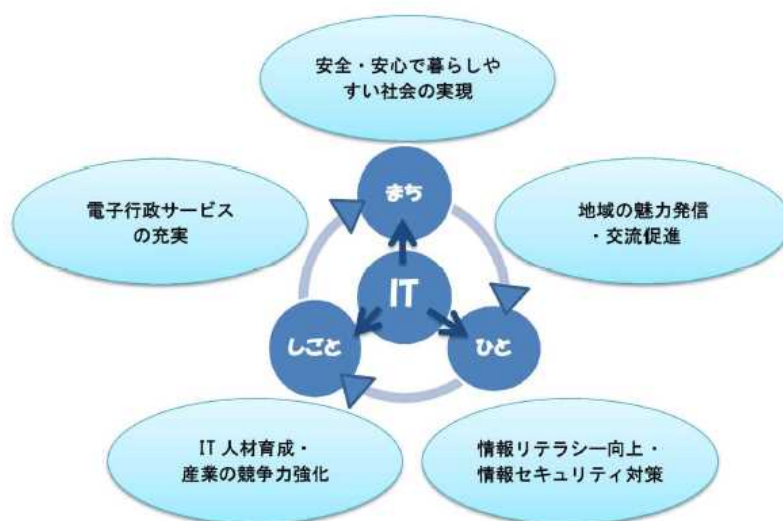 安全・安心で暮らしや
すい社会の実現
電子行政サービス
の充実
まち
地域の魅力発信
・交流促進
IT
しごと
ひと
IT 人材育成・
産業の競争力強化
情報リテラシー向上・
情報セキュリティ対策